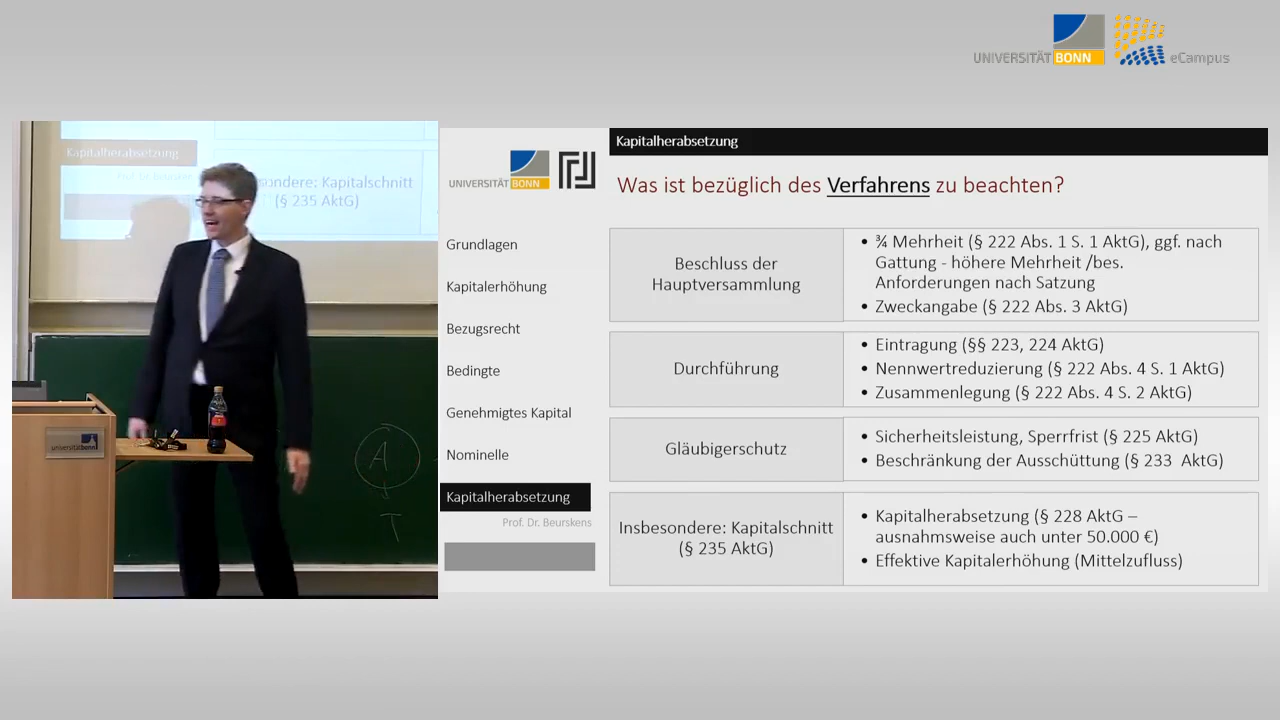 UNIVERSITÄT BONN
eCampus
Kapitalherabsetzung
Prof. Dr. Beurskens
sondere: Kapitalschnitt
(§ 235 AktG)
universitätbonn
A
T
UNIVERSITÄT BONN
Grundlagen
Kapitalerhöhung
Bezugsrecht
Bedingte
Genehmigtes Kapital
Nominelle
Kapitalherabsetzung
Prof. Dr. Beurskens
Kapitalherabsetzung
Was ist bezüglich des Verfahrens zu beachten?
Beschluss der
Hauptversammlung
• ¾ Mehrheit (§ 222 Abs. 1 S. 1 AktG), ggf. nach
Gattung - höhere Mehrheit /bes.
Anforderungen nach Satzung
• Zweckangabe (§ 222 Abs. 3 AktG)
Durchführung
• Eintragung (§§ 223, 224 AktG)
• Nennwertreduzierung (§ 222 Abs. 4 S. 1 AktG)
• Zusammenlegung (§ 222 Abs. 4 S. 2 AktG)
Gläubigerschutz
• Sicherheitsleistung, Sperrfrist (§ 225 AktG)
• Beschränkung der Ausschüttung (§ 233 AktG)
Insbesondere: Kapitalschnitt
(§ 235 AktG)
• Kapitalherabsetzung (§ 228 AktG –
ausnahmsweise auch unter 50.000 €)
• Effektive Kapitalerhöhung (Mittelzufluss)